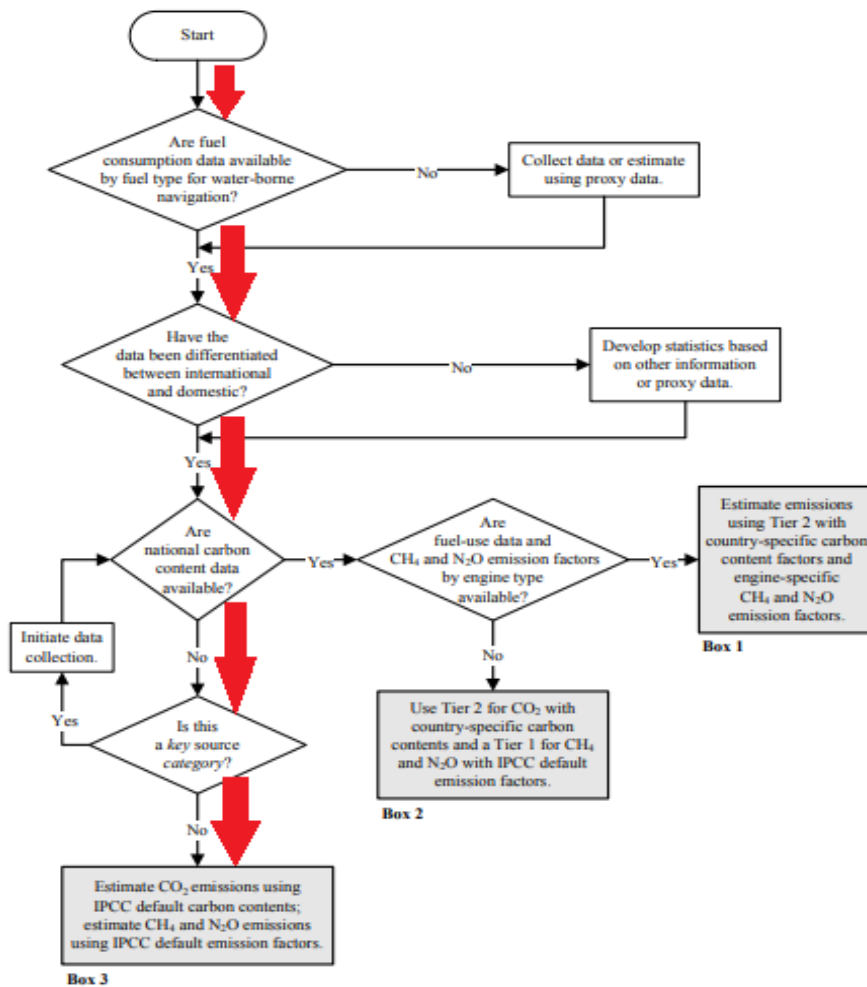 Start
Are fuel
consumption data available
by fuel type for water-borne
navigation?
No
Collect data or estimate
using proxy data.
Yes
Have the
data been differentiated
between international
and domestic?
No
Develop statistics based
on other information
or proxy data.
Yes
Are
national carbon
content data
available?
Yes
Are
fuel-use data and
CH₄ and N₂O emission factors
by engine type
available?
Yes
Estimate emissions
using Tier 2 with
country-specific carbon
content factors and
engine-specific
CH₄ and N₂O
emission factors.
Box 1
Initiate data
collection.
No
No
Yes
Is this
a key source
category?
Use Tier 2 for CO₂ with
country-specific carbon
contents and a Tier 1 for CH₄
and N₂O with IPCC default
emission factors.
Box 2
No
Estimate CO₂ emissions using
IPCC default carbon contents;
estimate CH₄ and N₂O emissions
using IPCC default emission factors.
Box 3